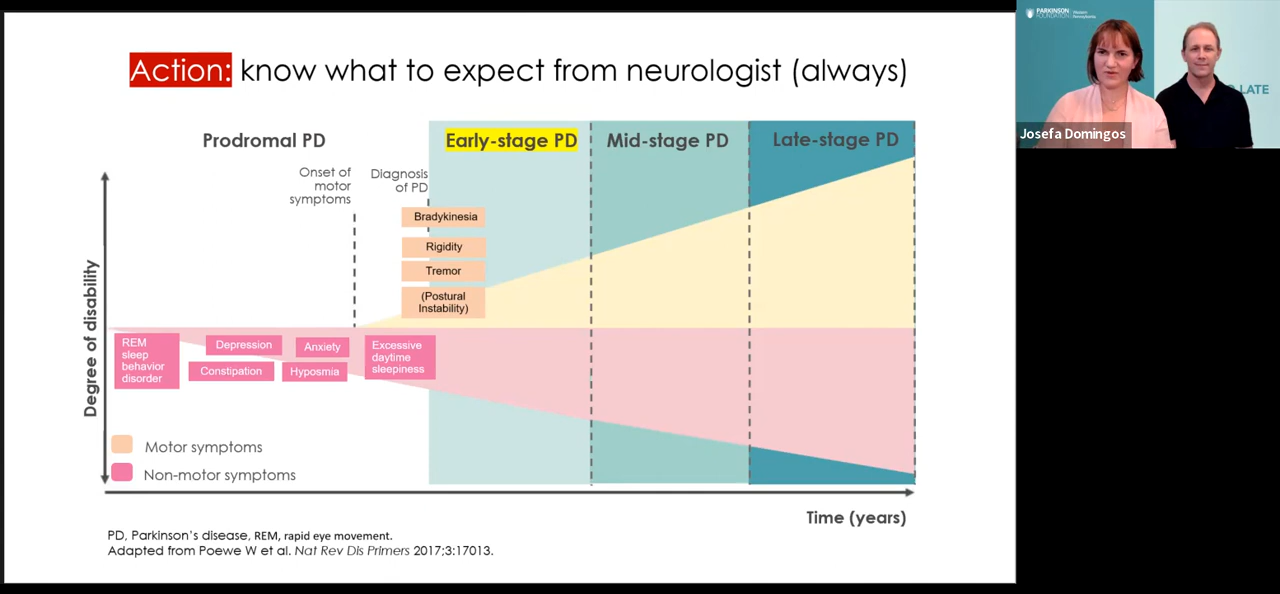 Action: know what to expect from neurologist (always)
Prodromal PD
Early-stage PD
Mid-stage PD
Late-stage PD
Onset of
motor
symptoms
Diagnosis
of PD
Bradykinesia
Rigidity
Tremor
(Postural
Instability)
Degree of disability
REM
sleep
behavior
disorder
Depression
Constipation
Anxiety
Hyposmia
Excessive
daytime
sleepiness
Motor symptoms
Non-motor symptoms
Time (years)
PD, Parkinson's disease, REM, rapid eye movement.
Adapted from Poewe W et al. Nat Rev Dis Primers 2017;3:17013.
PARKINSON
FOUNDATION
Western
Pennsylvania
LATE
Josefa Domingos